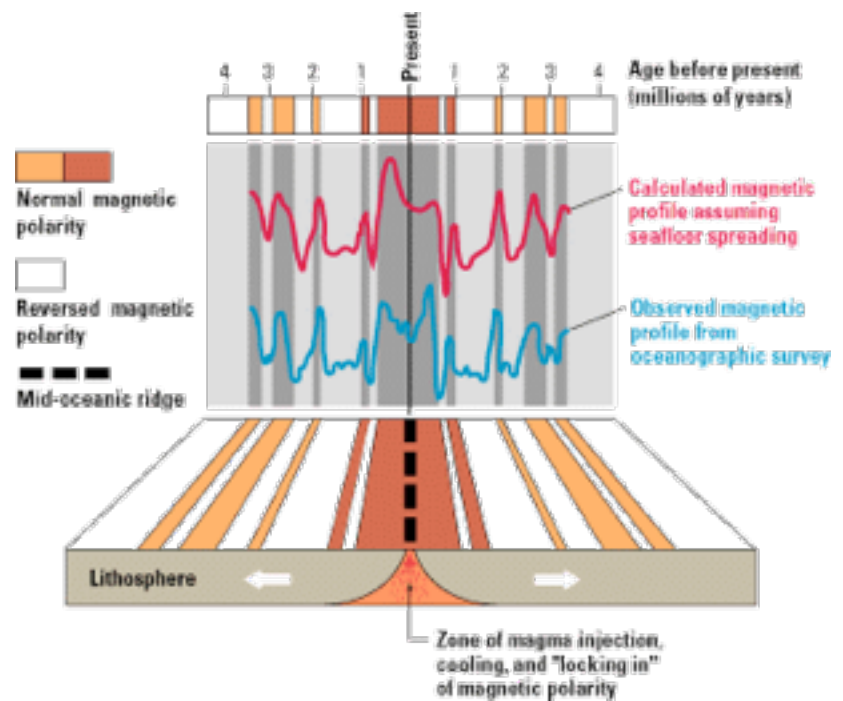 4 3 2 1 Present 1 2 3 4
Age before present
(millions of years)
Normal magnetic
polarity
Reversed magnetic
polarity
Mid-oceanic ridge
Calculated magnetic
profile assuming
seafloor spreading
Observed magnetic
profile from
oceanographic survey
Lithosphere
Zone of magma injection,
cooling, and "locking in"
of magnetic polarity